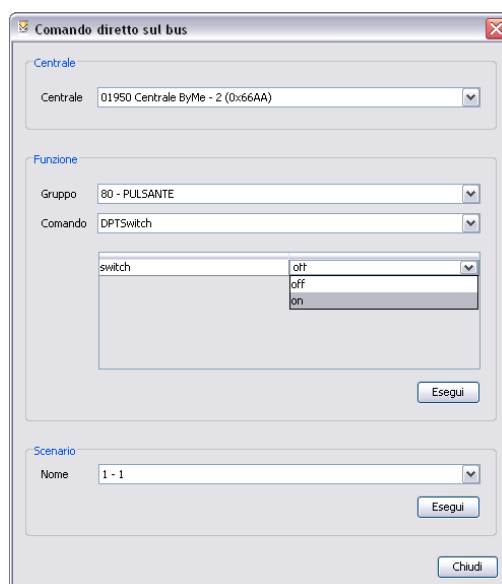 Comando diretto sul bus
Centrale
Centrale 01950 Centrale ByMe - 2 (0x66AA)
Funzione
Gruppo 80 - PULSANTE
Comando DPTSwitch
switch off
off
on
Esegui
Scenario
Nome 1 - 1
Esegui
Chiudi